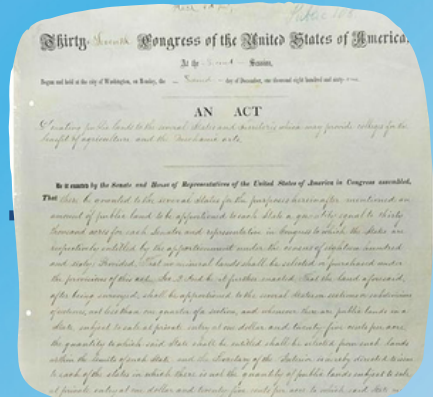 Public 108
Thirty-Seventh Congress of the United States of America,
At the Second Session,
Begun and held at the city of Washington, on Monday, the Second day of December, one thousand eight hundred and sixty-one.
AN ACT
Donating public lands to the several States and Territories which may provide colleges for the
benefit of agriculture and the mechanic arts.
Be it enacted by the Senate and House of Representatives of the United States of America in Congress assembled,
That there be granted to the several States, for the purposes hereinafter mentioned, an
amount of public land, to be apportioned to each State a quantity equal to thirty
thousand acres for each Senator and representative in Congress to which the States are
respectively entitled by the apportionment under the census of eighteen hundred
and sixty: Provided, That no mineral lands shall be selected or purchased under
the provisions of this act. Sec. 2. And be it further enacted, That the land aforesaid,
after being surveyed, shall be apportioned to the several States in sections or subdivisions
of sections, not less than one quarter of a section; and whenever there are public lands in a
State subject to sale at private entry at one dollar and twenty five cents per acre,
the quantity to which said State shall be entitled shall be selected from such lands
within the limits of such State, and the Secretary of the Interior is hereby directed to issue
to each of the States in which there is not the quantity of public lands subject to sale
at private entry at one dollar and twenty five cents per acre to which said State